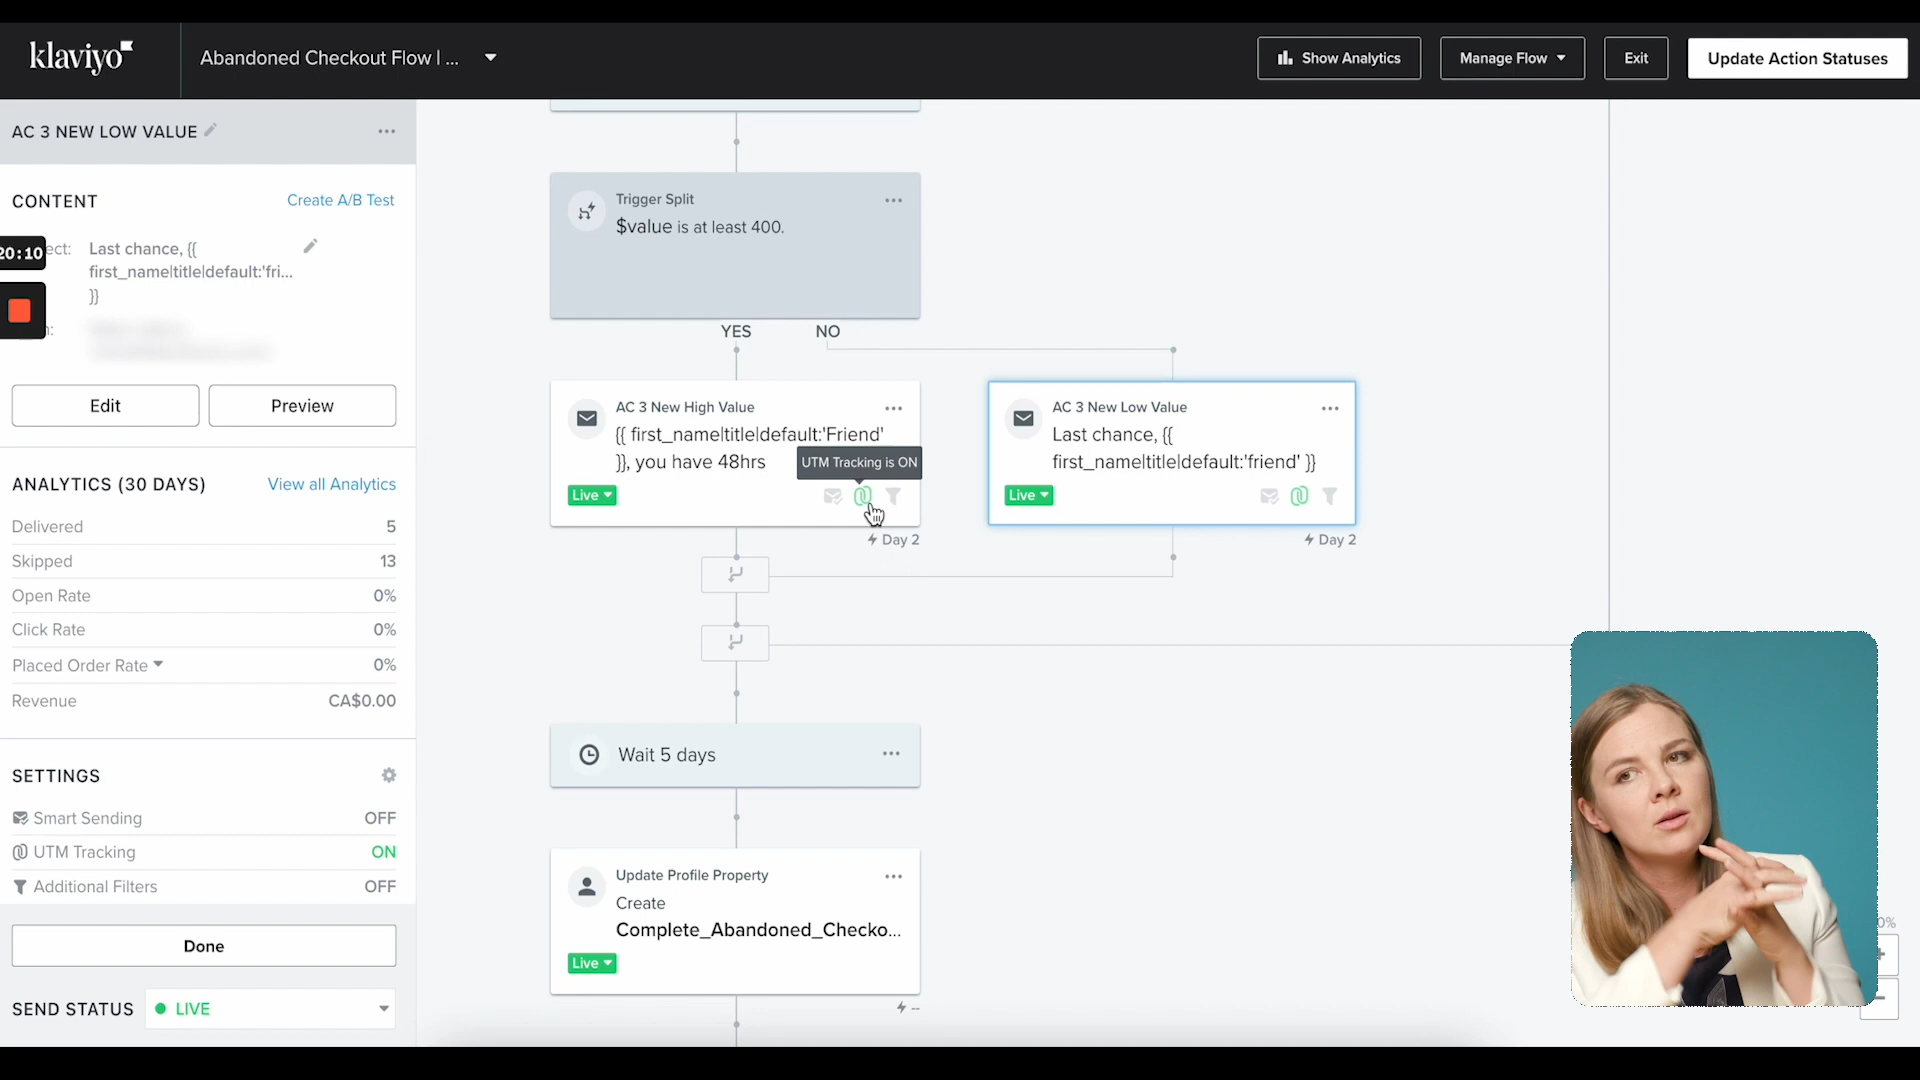 klaviyo
Abandoned Checkout Flow | ...
Show Analytics
Manage Flow
Exit
Update Action Statuses
AC 3 NEW LOW VALUE
CONTENT
Create A/B Test
20:10
ect:
Last chance, {{
first_name|title|default:'fri...
}}
Edit
Preview
ANALYTICS (30 DAYS)
View all Analytics
Delivered 5
Skipped 13
Open Rate 0%
Click Rate 0%
Placed Order Rate 0%
Revenue CA$0.00
SETTINGS
Smart Sending OFF
UTM Tracking ON
Additional Filters OFF
Done
SEND STATUS LIVE
Trigger Split
$value is at least 400.
YES NO
AC 3 New High Value
{{ first_name|title|default:'Friend'
}}, you have 48hrs
UTM Tracking is ON
Live
Day 2
AC 3 New Low Value
Last chance, {{
first_name|title|default:'friend' }}
Live
Day 2
Wait 5 days
Update Profile Property
Create
Complete_Abandoned_Checko...
Live
--
0%